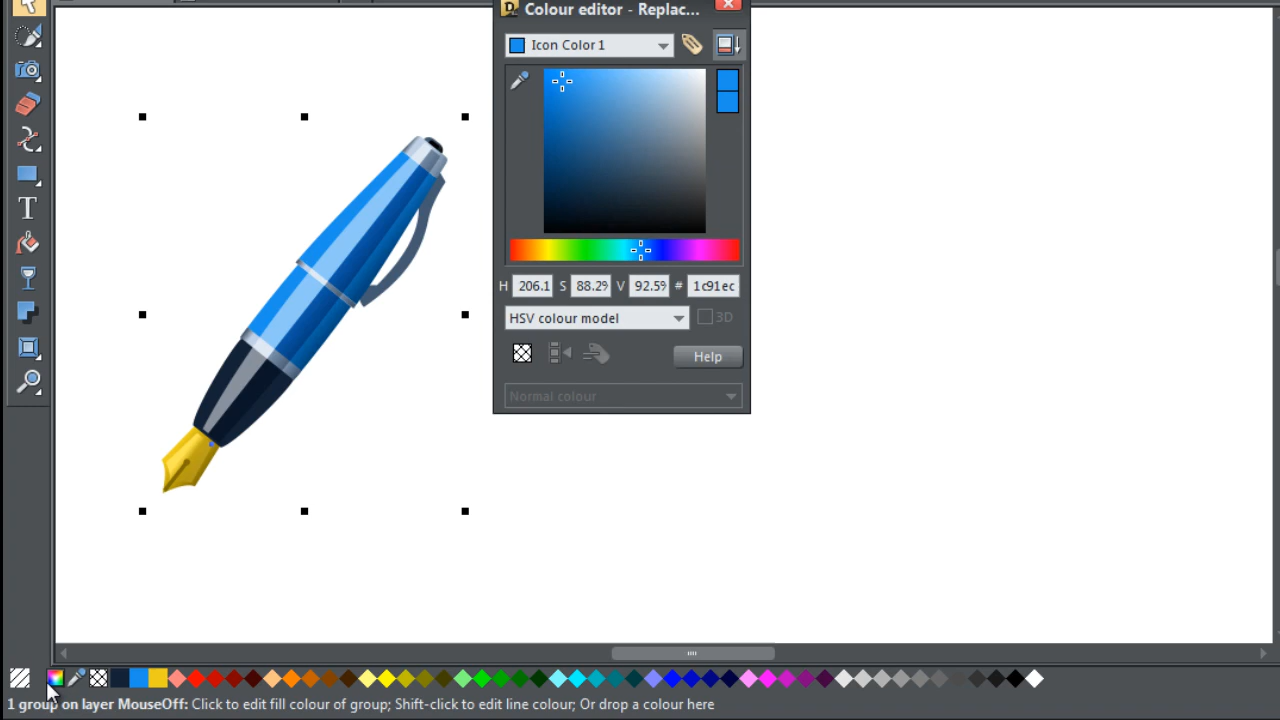 Colour editor - Replac...
Icon Color 1
T
H 206.1 S 88.2% V 92.5% # 1c91ec
HSV colour model 3D
Help
Normal colour
1 group on layer MouseOff: Click to edit fill colour of group; Shift-click to edit line colour; Or drop a colour here